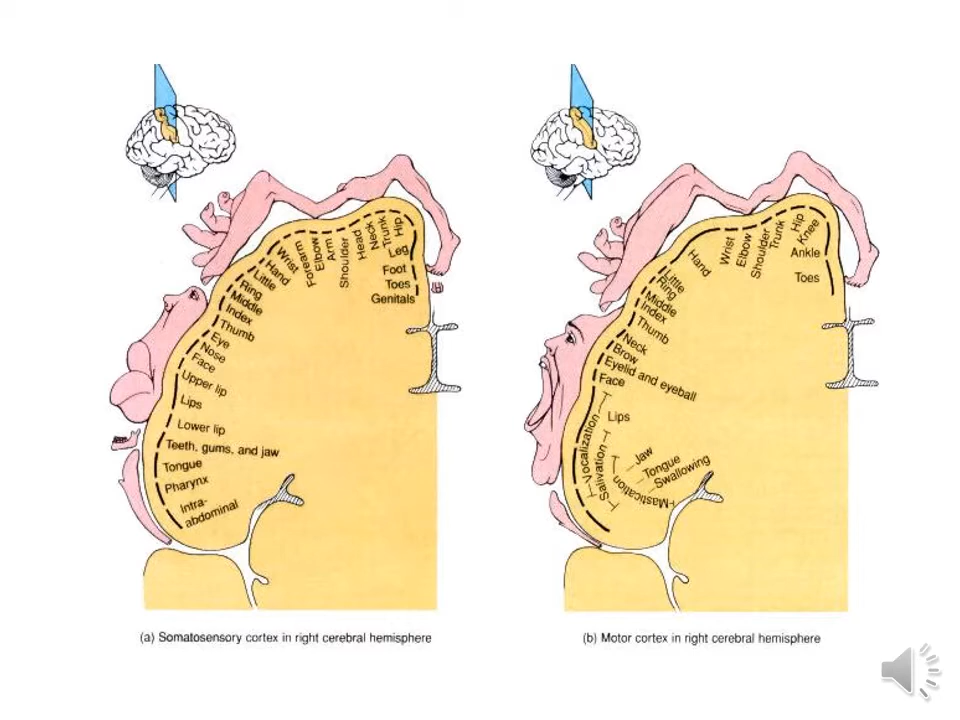 Hip
Trunk
Neck
Head
Shoulder
Arm
Elbow
Forearm
Wrist
Hand
Little
Ring
Middle
Index
Thumb
Eye
Nose
Face
Upper lip
Lips
Lower lip
Teeth, gums, and jaw
Tongue
Pharynx
Intra-
abdominal
Leg
Foot
Toes
Genitals
(a) Somatosensory cortex in right cerebral hemisphere
Hip
Knee
Trunk
Shoulder
Elbow
Wrist
Hand
Little
Ring
Middle
Index
Thumb
Neck
Brow
Eyelid and eyeball
Face
Lips
Vocalization
Salivation
Mastication
Jaw
Tongue
Swallowing
Ankle
Toes
(b) Motor cortex in right cerebral hemisphere